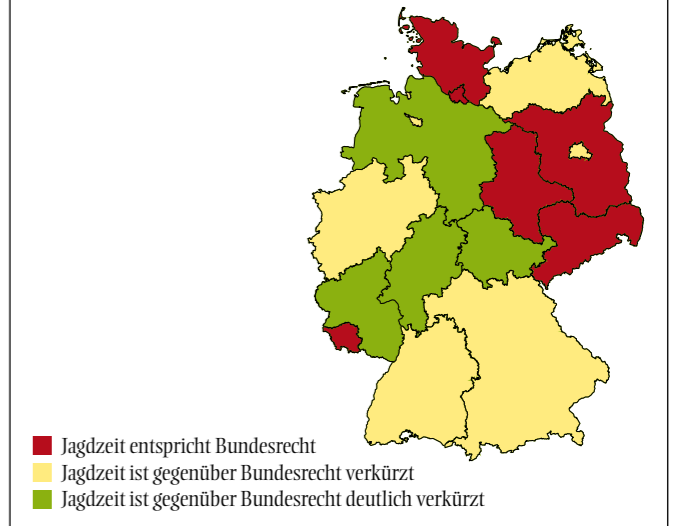 Jagdzeit entspricht Bundesrecht
Jagdzeit ist gegenüber Bundesrecht verkürzt
Jagdzeit ist gegenüber Bundesrecht deutlich verkürzt